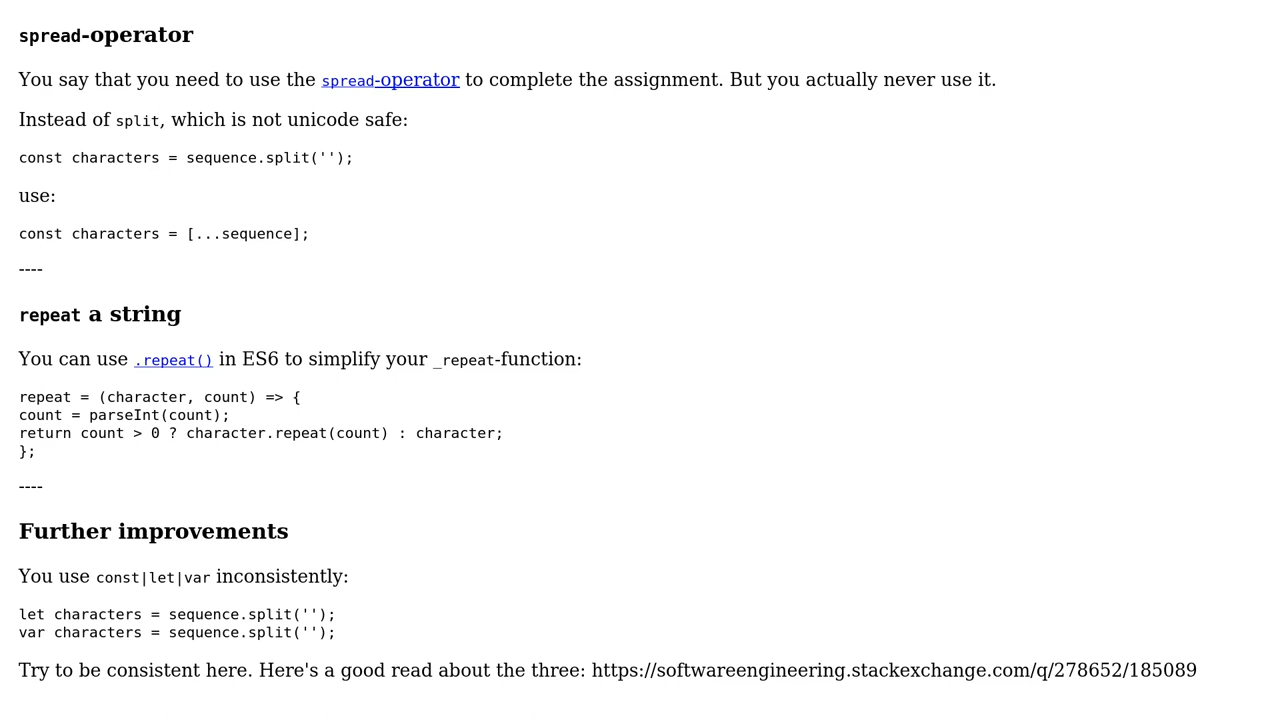 spread-operator
You say that you need to use the spread-operator to complete the assignment. But you actually never use it.
Instead of split, which is not unicode safe:
const characters = sequence.split('');
use:
const characters = [...sequence];
----
repeat a string
You can use .repeat() in ES6 to simplify your _repeat-function:
repeat = (character, count) => {
count = parseInt(count);
return count > 0 ? character.repeat(count) : character;
};
----
Further improvements
You use const|let|var inconsistently:
let characters = sequence.split('');
var characters = sequence.split('');
Try to be consistent here. Here's a good read about the three: https://softwareengineering.stackexchange.com/q/278652/185089